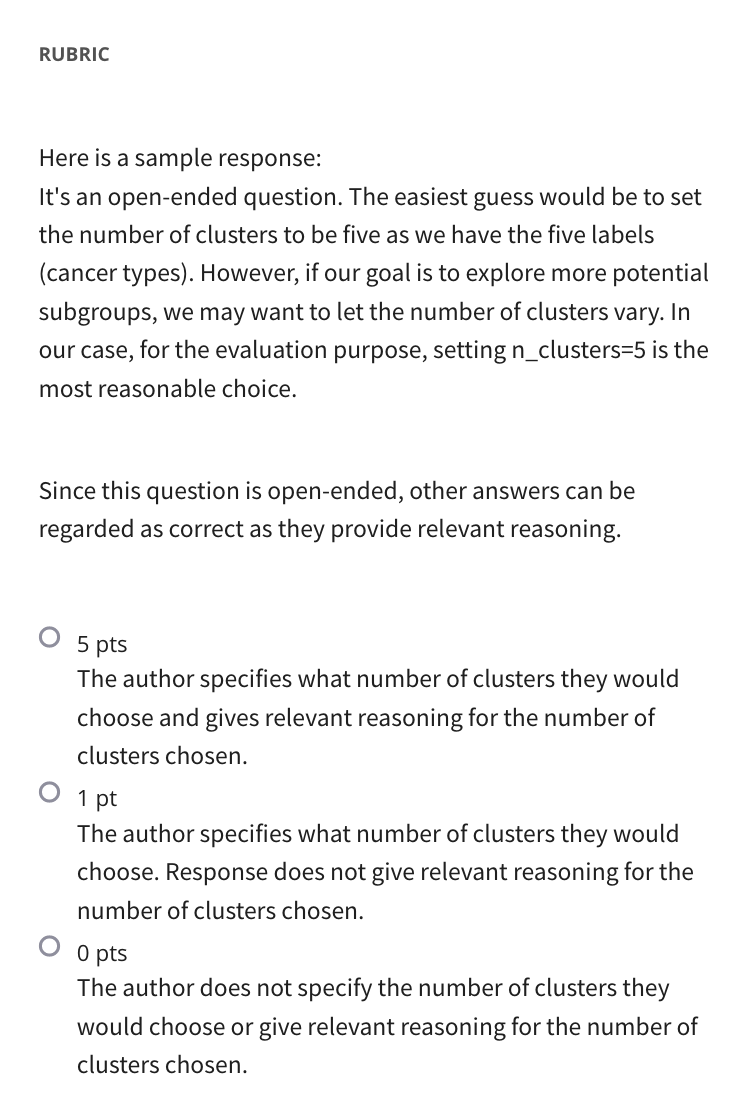 RUBRIC
Here is a sample response:
It's an open-ended question. The easiest guess would be to set
the number of clusters to be five as we have the five labels
(cancer types). However, if our goal is to explore more potential
subgroups, we may want to let the number of clusters vary. In
our case, for the evaluation purpose, setting n_clusters=5 is the
most reasonable choice.
Since this question is open-ended, other answers can be
regarded as correct as they provide relevant reasoning.
5 pts
The author specifies what number of clusters they would
choose and gives relevant reasoning for the number of
clusters chosen.
1 pt
The author specifies what number of clusters they would
choose. Response does not give relevant reasoning for the
number of clusters chosen.
0 pts
The author does not specify the number of clusters they
would choose or give relevant reasoning for the number of
clusters chosen.